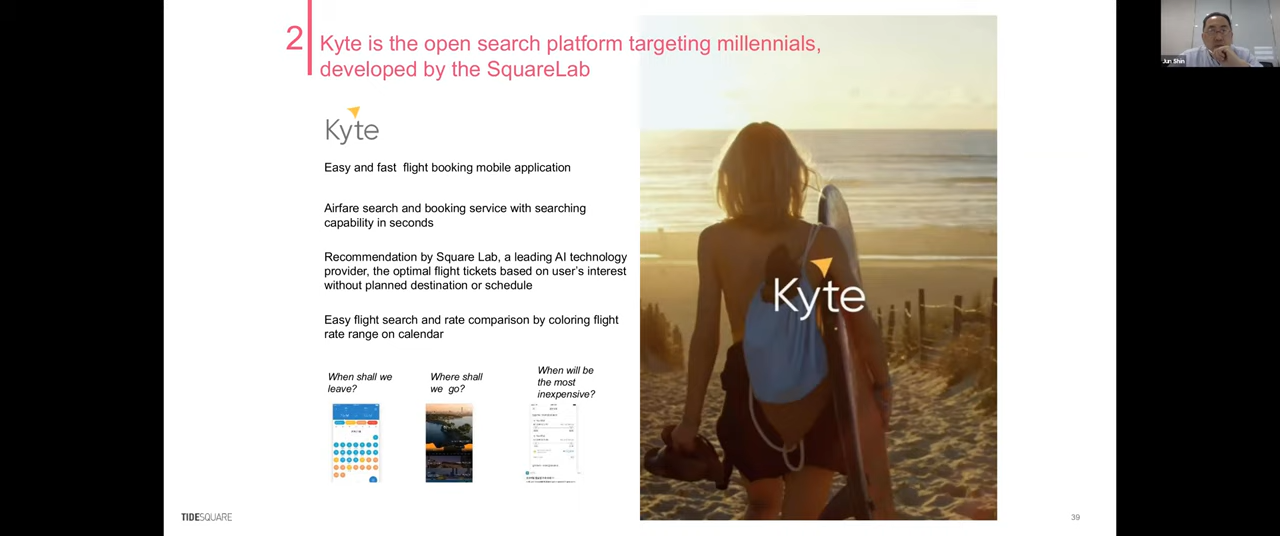 2
Kyte is the open search platform targeting millennials,
developed by the SquareLab
Kyte
Easy and fast flight booking mobile application
Airfare search and booking service with searching
capability in seconds
Recommendation by Square Lab, a leading AI technology
provider, the optimal flight tickets based on user's interest
without planned destination or schedule
Easy flight search and rate comparison by coloring flight
rate range on calendar
When shall we
leave?
Where shall
we go?
When will be
the most
inexpensive?
Kyte
TIDESQUARE
39
Jun Shin